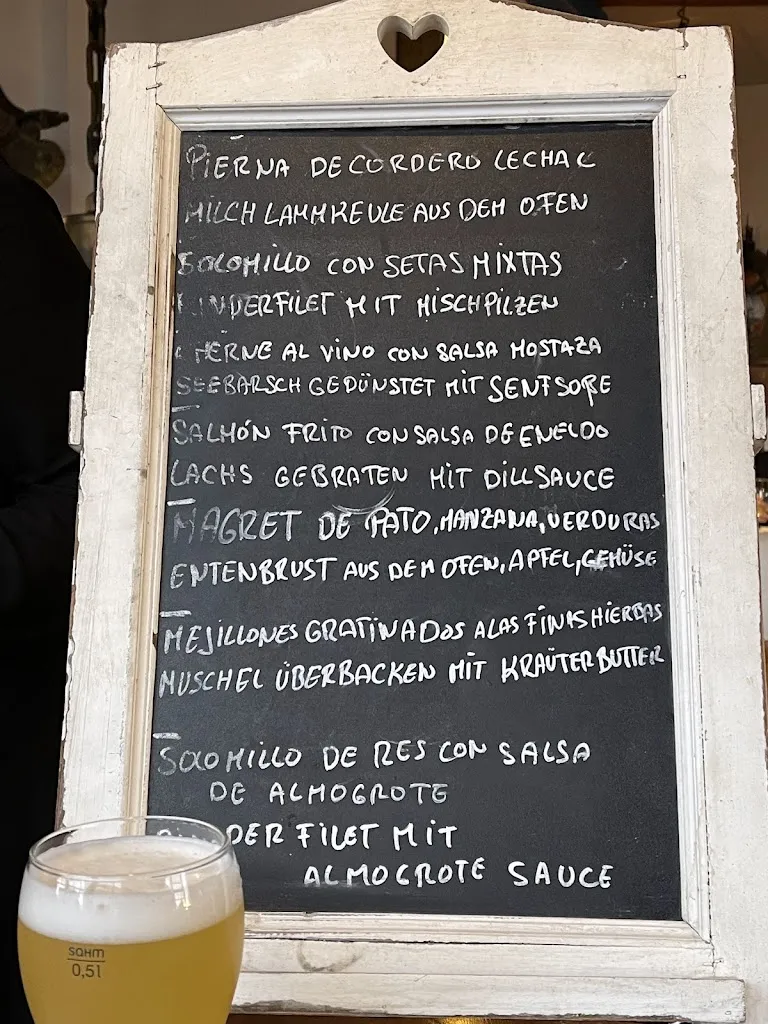 PIERNA DE CORDERO LECHAL
MILCH LAMMKEULE AUS DEM OFEN
SOLOMILLO CON SETAS MIXTAS
RINDERFILET MIT MISCHPILZEN
CHERNE AL VINO CON SALSA MOSTAZA
SEEBARSCH GEDÜNSTET MIT SENFSOßE
SALMÓN FRITO CON SALSA DE ENELDO
LACHS GEBRATEN MIT DILLSAUCE
MAGRET DE PATO, MANZANA, VERDURAS
ENTENBRUST AUS DEM OFEN, APFEL, GEMÜSE
MEJILLONES GRATINADOS A LAS FINAS HIERBAS
MUSCHEL ÜBERBACKEN MIT KRAÜTERBUTTER
SOLOMILLO DE RES CON SALSA
DE ALMOGROTE
DER FILET MIT
ALMOGROTE SAUCE
sahm
0,5l